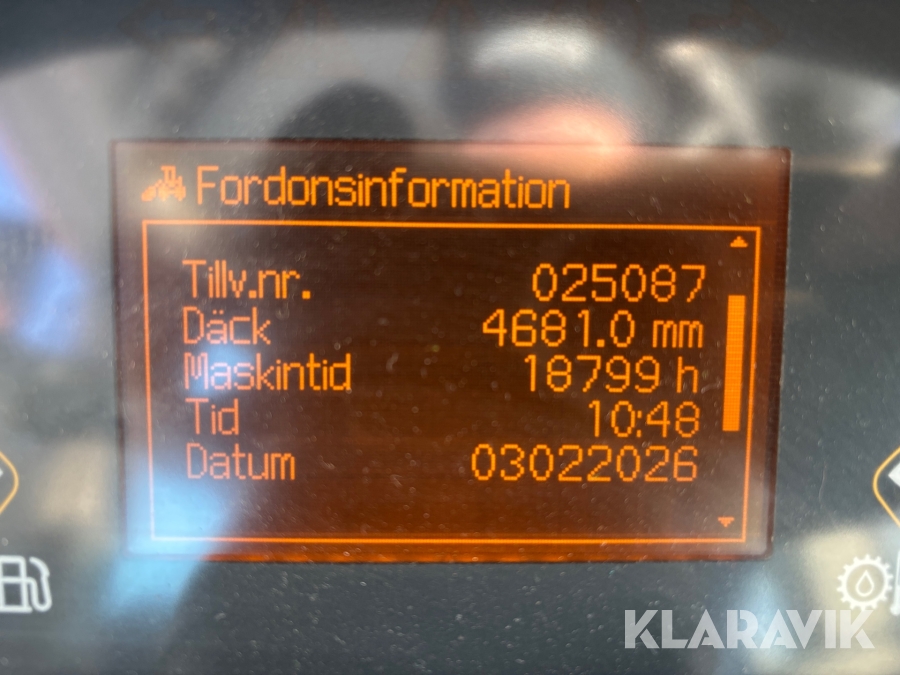 Fordonsinformation
Tillv.nr. 025087
Däck 4681.0 mm
Maskintid 18799 h
Tid 10:48
Datum 03022026
KLARAVIK